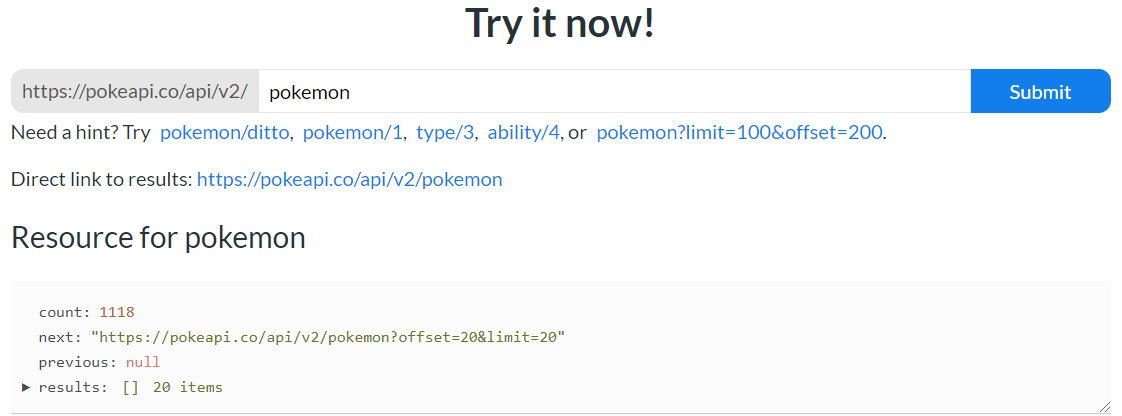 Try it now!
https://pokeapi.co/api/v2/ pokemon Submit
Need a hint? Try pokemon/ditto, pokemon/1, type/3, ability/4, or pokemon?limit=100&offset=200.
Direct link to results: https://pokeapi.co/api/v2/pokemon
Resource for pokemon
count: 1118
next: "https://pokeapi.co/api/v2/pokemon?offset=20&limit=20"
previous: null
results: [] 20 items